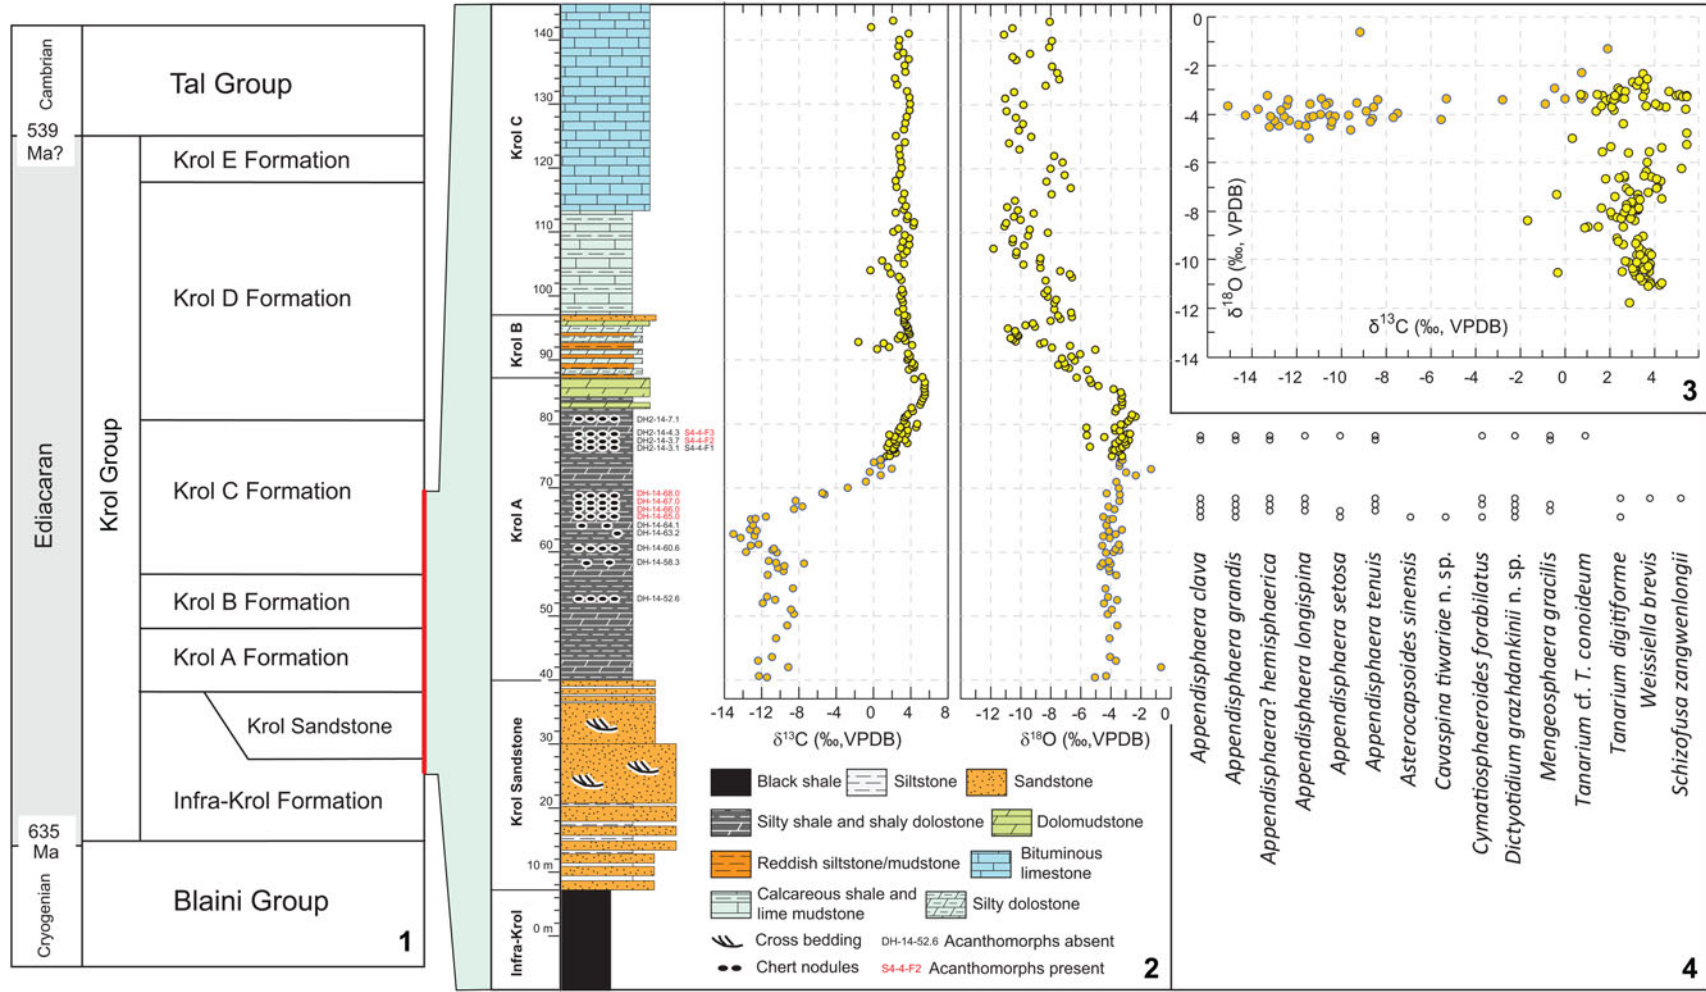 Cambrian
Tal Group
539
Ma?
Ediacaran
Krol Group
Krol E Formation
Krol D Formation
Krol C Formation
Krol B Formation
Krol A Formation
Krol Sandstone
Infra-Krol Formation
635
Ma
Cryogenian
Blaini Group
1
Krol C
Krol B
Krol A
Krol Sandstone
Infra-Krol
140
130
120
110
100
90
80
70
60
50
40
30
20
10 m
0 m
DH2-14-7.1
DH2-14-4.3 S4-4-F3
DH2-14-3.7 S4-4-F2
DH2-14-3.1 S4-4-F1
DH-14-68.0
DH-14-67.0
DH-14-66.0
DH-14-65.0
DH-14-64.1
DH-14-63.2
DH-14-60.6
DH-14-58.3
DH-14-52.6
-14 -12 -8 -4 0 4 8
δ13C (‰,VPDB)
-14 -12 -10 -8 -6 -4 -2 0
δ18O (‰,VPDB)
Black shale
Siltstone
Sandstone
Silty shale and shaly dolostone
Dolomudstone
Reddish siltstone/mudstone
Bituminous
limestone
Calcareous shale and
lime mudstone
Silty dolostone
Cross bedding
DH-14-52.6 Acanthomorphs absent
Chert nodules
S4-4-F2 Acanthomorphs present
2
0
-2
-4
-6
-8
-10
-12
-14
δ18O (‰, VPDB)
δ13C (‰, VPDB)
-14 -12 -10 -8 -6 -4 -2 0 2 4 6
3
Appendisphaera clava
Appendisphaera grandis
Appendisphaera? hemisphaerica
Appendisphaera longispina
Appendisphaera setosa
Appendisphaera tenuis
Asterocapsoides sinensis
Cavaspina tiwariae n. sp.
Cymatiosphaeroides forabilatus
Dictyotidium grazhdankinii n. sp.
Mengeosphaera gracilis
Tanarium cf. T. conoideum
Tanarium digitiforme
Weissiella brevis
Schizofusa zangwenlongii
4